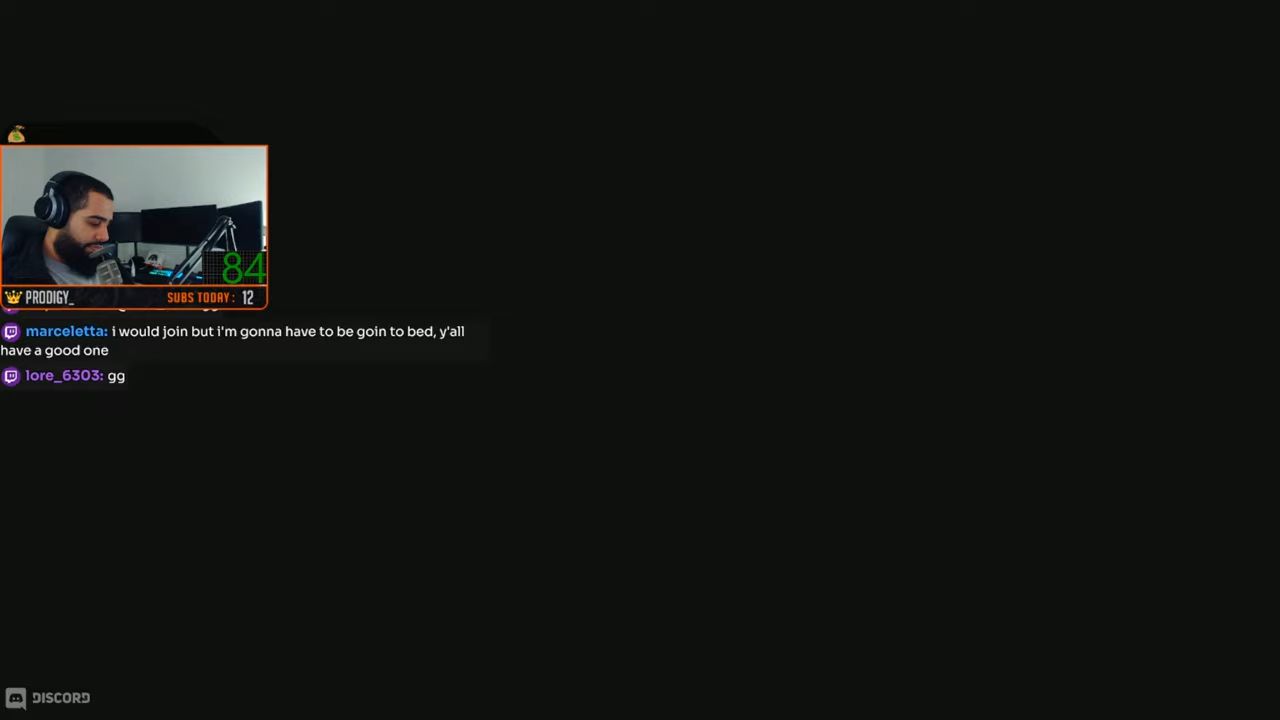 84
PRODIGY_ SUBS TODAY: 12
marceletta: i would join but i'm gonna have to be goin to bed, y'all
have a good one
lore_6303: gg
DISCORD